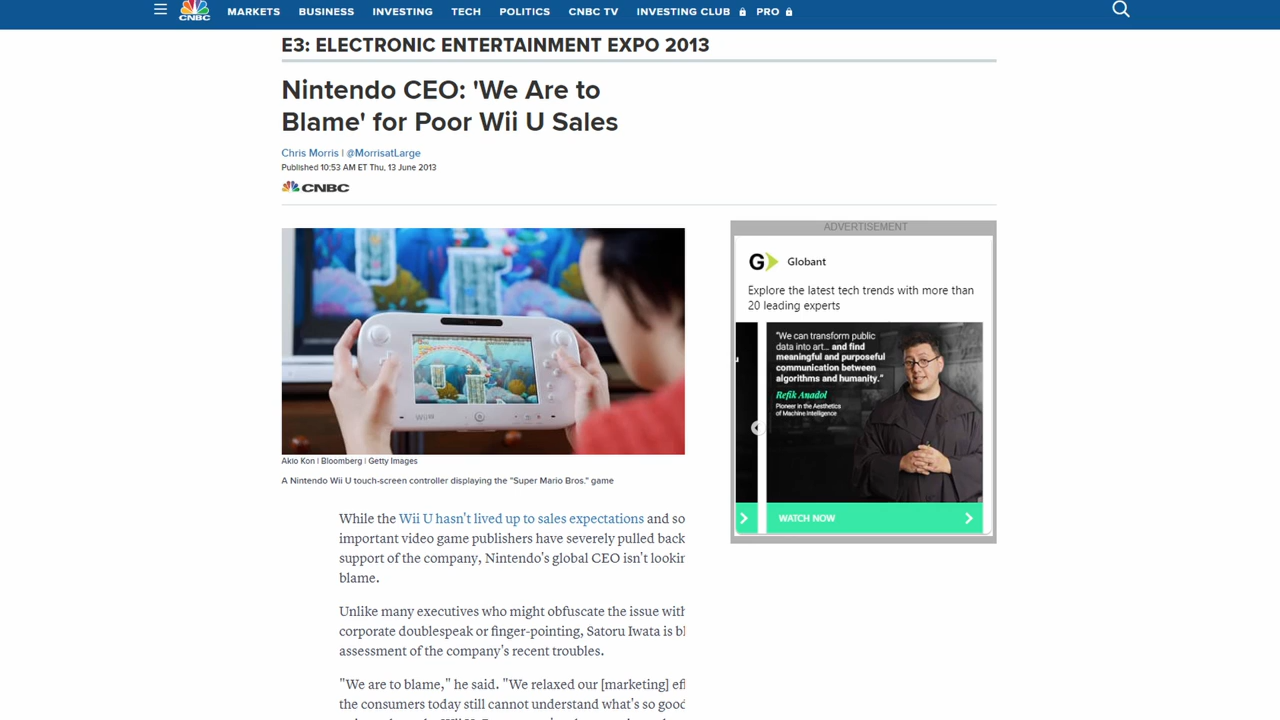 MARKETS BUSINESS INVESTING TECH POLITICS CNBC TV INVESTING CLUB PRO
CNBC
E3: ELECTRONIC ENTERTAINMENT EXPO 2013
Nintendo CEO: 'We Are to
Blame' for Poor Wii U Sales
Chris Morris | @MorrisatLarge
Published 10:53 AM ET Thu, 13 June 2013
CNBC
WiiU
Akio Kon | Bloomberg | Getty Images
A Nintendo Wii U touch-screen controller displaying the "Super Mario Bros." game
While the Wii U hasn't lived up to sales expectations and so
important video game publishers have severely pulled back
support of the company, Nintendo's global CEO isn't
blame.
Unlike many executives who might obfuscate the issue
corporate doublespeak or finger-pointing, Satoru Iwata is
assessment of the company's recent troubles.
"We are to blame," he said. "We relaxed our [marketing]
the consumers today still cannot understand what's so good
ADVERTISEMENT
G Globant
Explore the latest tech trends with more than
20 leading experts
"We can transform public
data into art... and find
meaningful and purposeful
communication between
algorithms and humanity."
Refik Anadol
Pioneer in the Aesthetics
of Machine Intelligence
WATCH NOW